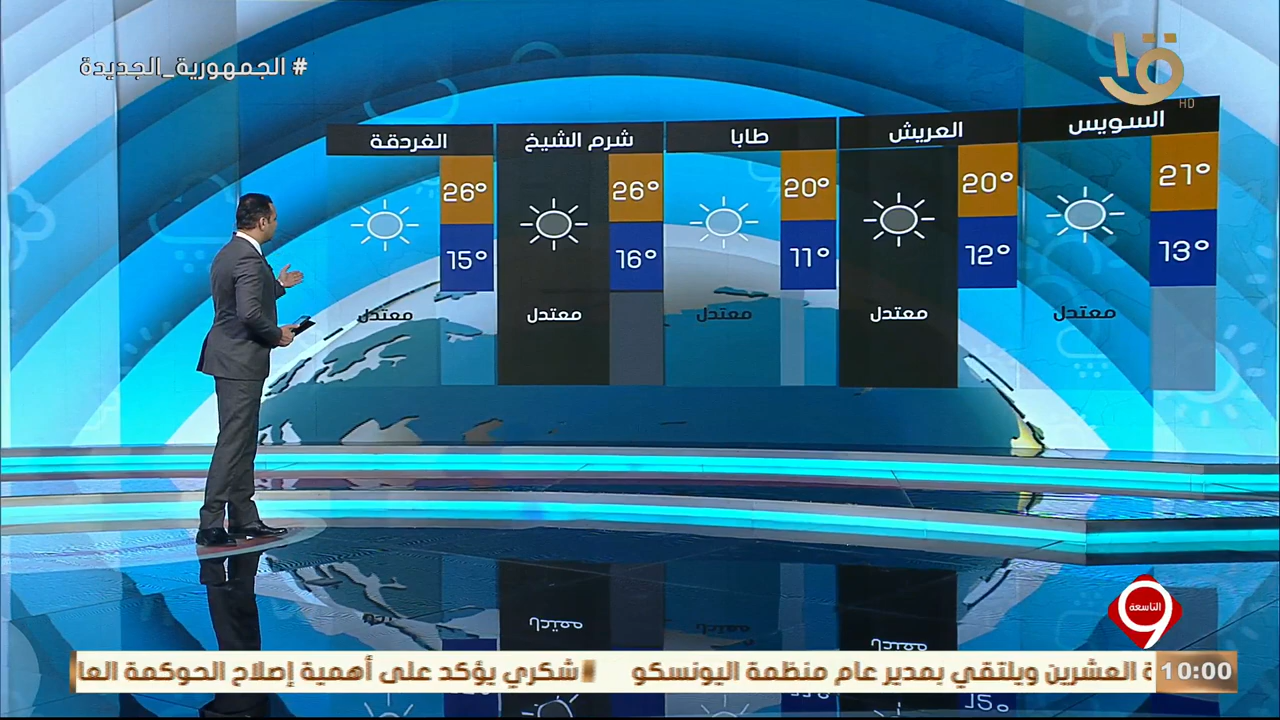 #الجمهورية_الجديدة
HD
السويس
21°
13°
معتدل
العريش
20°
12°
معتدل
طابا
20°
11°
معتدل
شرم الشيخ
26°
16°
معتدل
الغردقة
26°
15°
معتدل
التاسعة
9
10:00
العشرين ويلتقي بمدير عام منظمة اليونسكو
شكري يؤكد على أهمية إصلاح الحوكمة العا